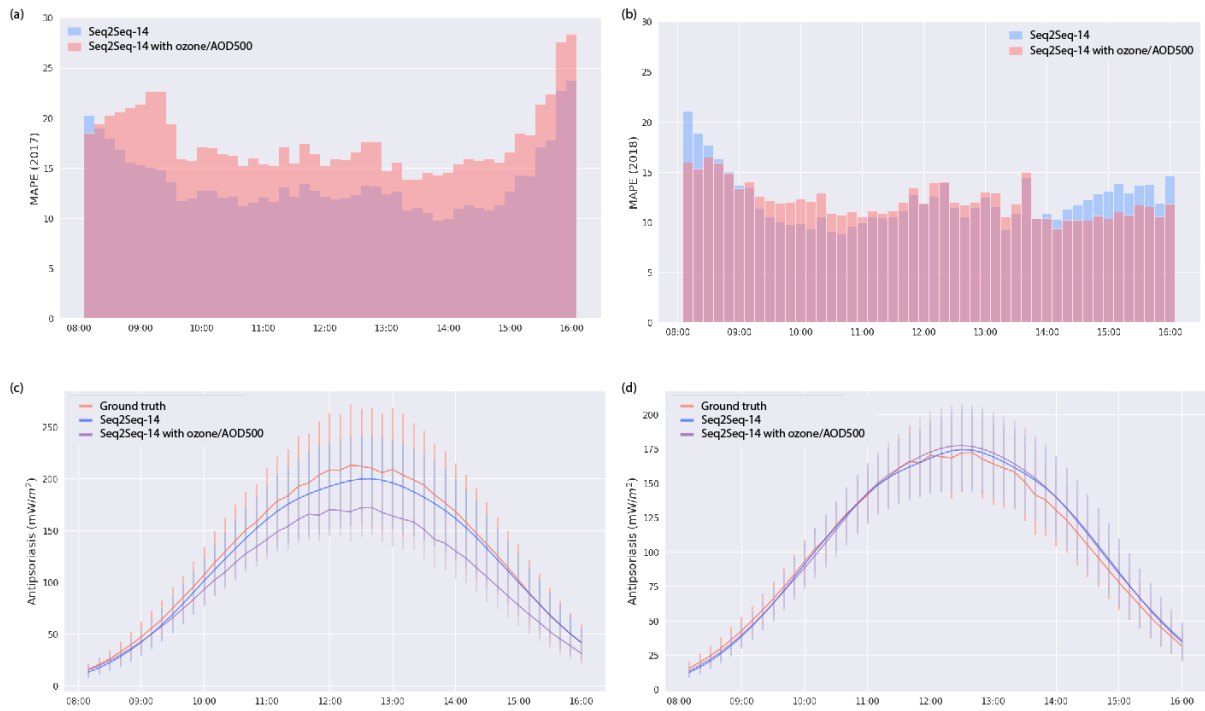 (a)
Seq2Seq-14
Seq2Seq-14 with ozone/AOD500
MAPE (2017)
30
25
20
15
10
5
0
08:00 09:00 10:00 11:00 12:00 13:00 14:00 15:00 16:00
(b)
Seq2Seq-14
Seq2Seq-14 with ozone/AOD500
MAPE (2018)
30
25
20
15
10
5
0
08:00 09:00 10:00 11:00 12:00 13:00 14:00 15:00 16:00
(c)
Ground truth
Seq2Seq-14
Seq2Seq-14 with ozone/AOD500
Antipsoriasis (mW/m²)
250
200
150
100
50
0
08:00 09:00 10:00 11:00 12:00 13:00 14:00 15:00 16:00
(d)
Ground truth
Seq2Seq-14
Seq2Seq-14 with ozone/AOD500
Antipsoriasis (mW/m²)
200
175
150
125
100
75
50
25
0
08:00 09:00 10:00 11:00 12:00 13:00 14:00 15:00 16:00